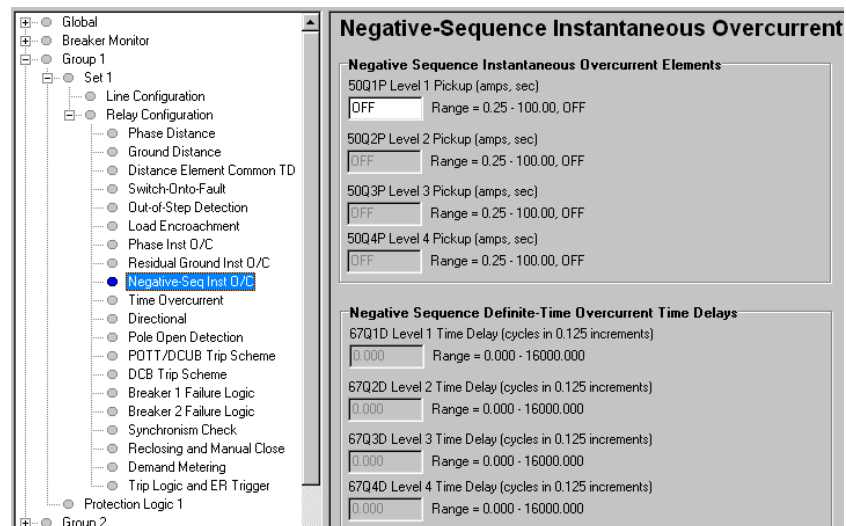 Global
Breaker Monitor
Group 1
Set 1
Line Configuration
Relay Configuration
Phase Distance
Ground Distance
Distance Element Common TD
Switch-Onto-Fault
Out-of-Step Detection
Load Encroachment
Phase Inst O/C
Residual Ground Inst O/C
Negative-Seq Inst O/C
Time Overcurrent
Directional
Pole Open Detection
POTT/DCUB Trip Scheme
DCB Trip Scheme
Breaker 1 Failure Logic
Breaker 2 Failure Logic
Synchronism Check
Reclosing and Manual Close
Demand Metering
Trip Logic and ER Trigger
Protection Logic 1
Group 2
Negative-Sequence Instantaneous Overcurrent
Negative Sequence Instantaneous Overcurrent Elements
50Q1P Level 1 Pickup (amps, sec)
OFF Range = 0.25 - 100.00, OFF
50Q2P Level 2 Pickup (amps, sec)
OFF Range = 0.25 - 100.00, OFF
50Q3P Level 3 Pickup (amps, sec)
OFF Range = 0.25 - 100.00, OFF
50Q4P Level 4 Pickup (amps, sec)
OFF Range = 0.25 - 100.00, OFF
Negative Sequence Definite-Time Overcurrent Time Delays
67Q1D Level 1 Time Delay (cycles in 0.125 increments)
0.000 Range = 0.000 - 16000.000
67Q2D Level 2 Time Delay (cycles in 0.125 increments)
0.000 Range = 0.000 - 16000.000
67Q3D Level 3 Time Delay (cycles in 0.125 increments)
0.000 Range = 0.000 - 16000.000
67Q4D Level 4 Time Delay (cycles in 0.125 increments)
0.000 Range = 0.000 - 16000.000